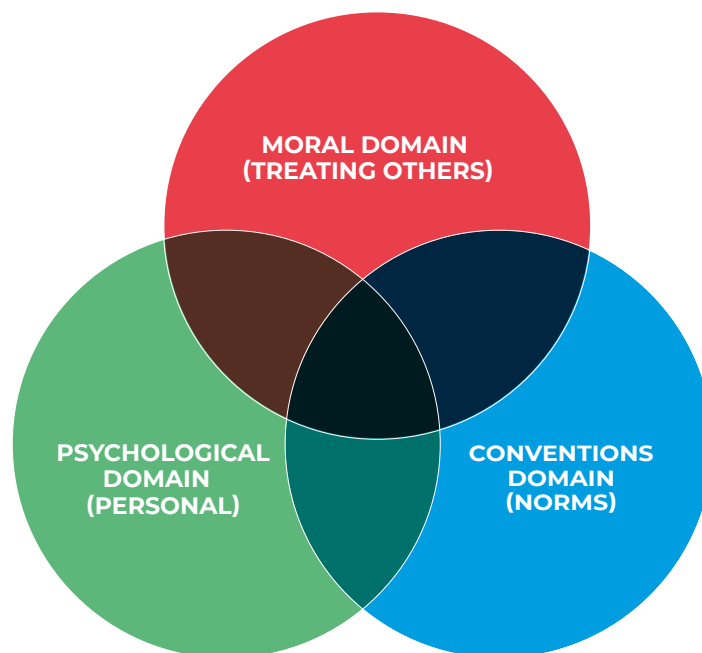 MORAL DOMAIN
(TREATING OTHERS)
PSYCHOLOGICAL
DOMAIN
(PERSONAL)
CONVENTIONS
DOMAIN
(NORMS)